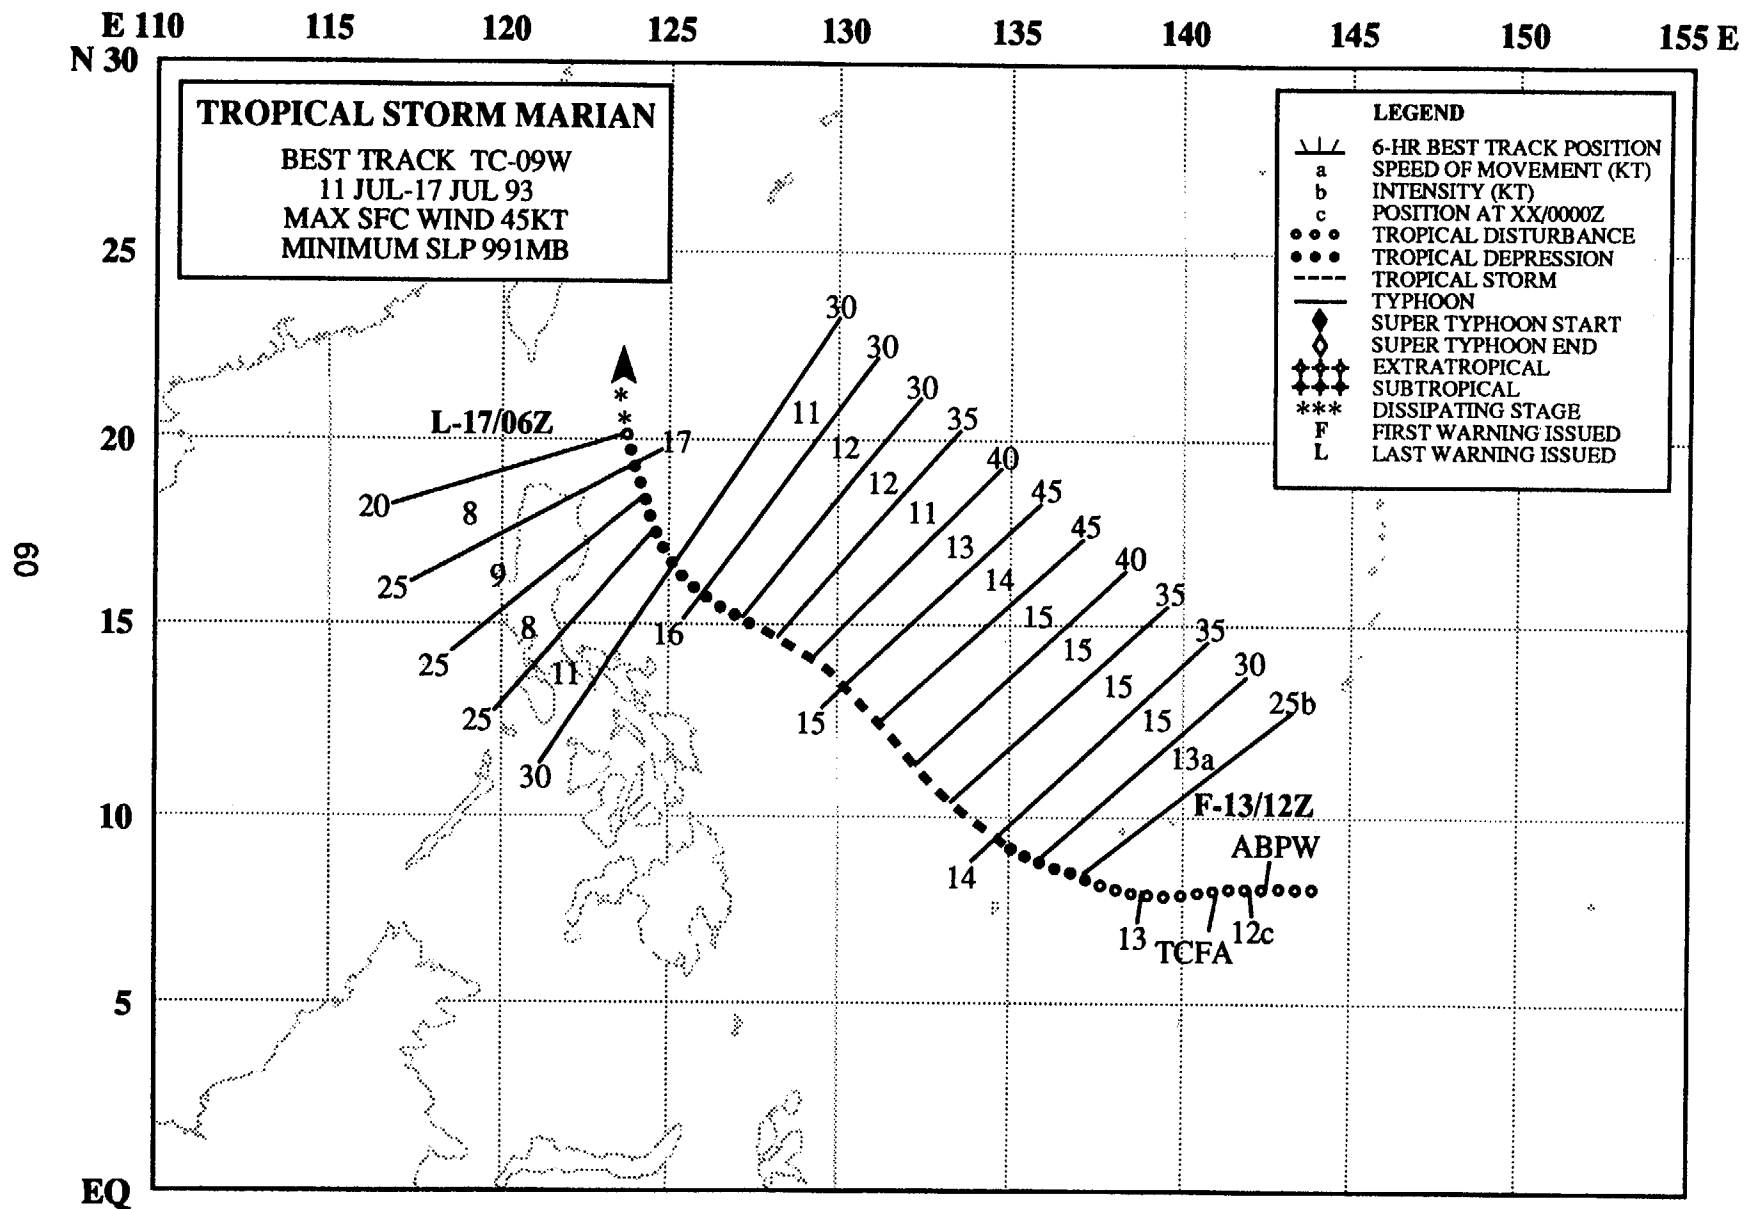 E 110 115 120 125 130 135 140 145 150 155 E
N 30
25
20
15
10
5
EQ
TROPICAL STORM MARIAN
BEST TRACK TC-09W
11 JUL-17 JUL 93
MAX SFC WIND 45KT
MINIMUM SLP 991MB
LEGEND
6-HR BEST TRACK POSITION
a SPEED OF MOVEMENT (KT)
b INTENSITY (KT)
c POSITION AT XX/0000Z
TROPICAL DISTURBANCE
TROPICAL DEPRESSION
TROPICAL STORM
TYPHOON
SUPER TYPHOON START
SUPER TYPHOON END
EXTRATROPICAL
SUBTROPICAL
*** DISSIPATING STAGE
F FIRST WARNING ISSUED
L LAST WARNING ISSUED
30
30
30
35
40
45
45
40
35
35
30
25b
11
12
12
11
13
14
15
15
15
15
13a
**
L-17/06Z
17
20
8
25
9
25
8
25
11
30
16
15
14
F-13/12Z
ABPW
13
TCFA
12c
60